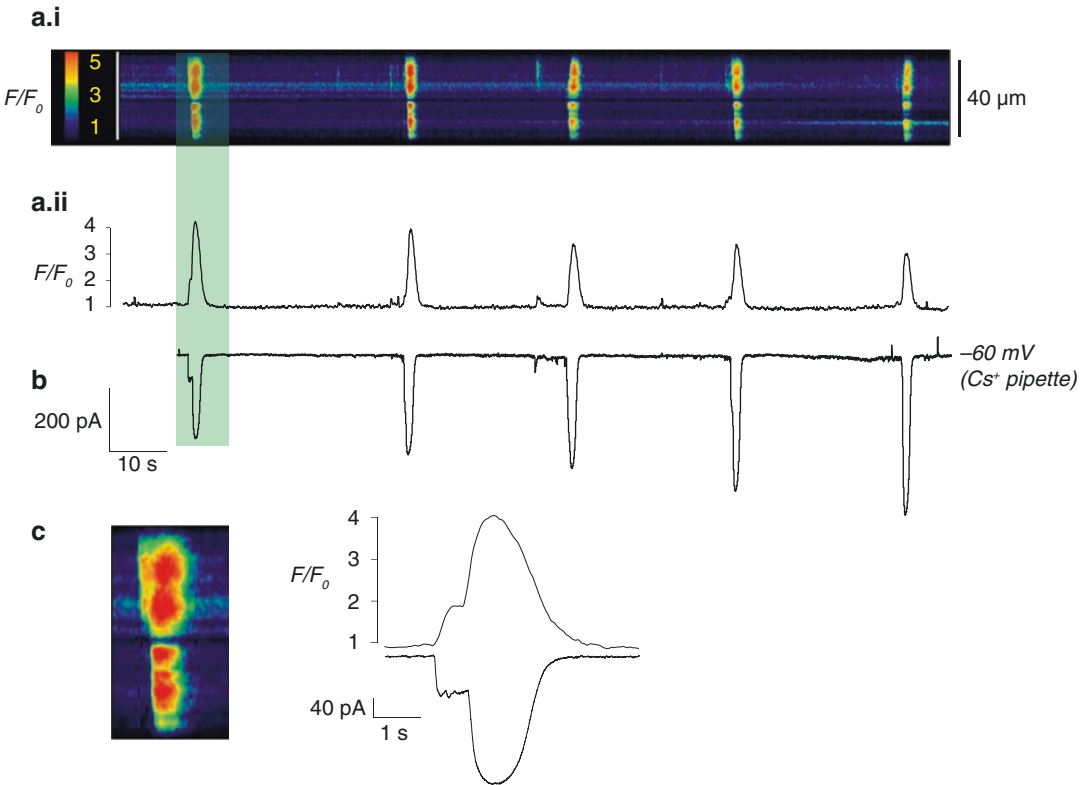 a.i
F/F₀
5
3
1
40 µm
a.ii
F/F₀
4
3
2
1
b
–60 mV
(Cs⁺ pipette)
200 pA
10 s
c
F/F₀
4
3
2
1
40 pA
1 s